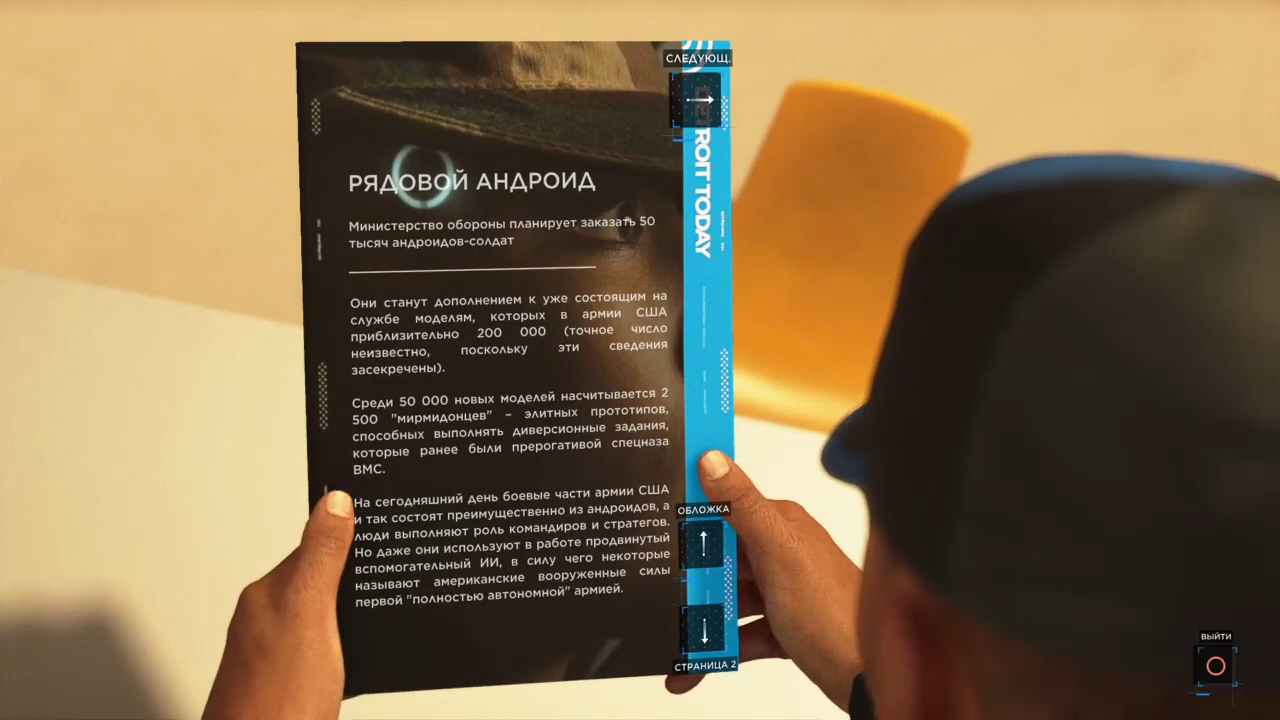 СЛЕДУЮЩ.
ROIT TODAY
РЯДОВОЙ АНДРОИД
Министерство обороны планирует заказать 50
тысяч андроидов-солдат
Они станут дополнением к уже состоящим на
службе моделям, которых в армии США
приблизительно 200 000 (точное число
неизвестно, поскольку эти сведения
засекречены).
Среди 50 000 новых моделей насчитывается 2
500 "мирмидонцев" – элитных прототипов,
способных выполнять диверсионные задания,
которые ранее были прерогативой спецназа
ВМС.
На сегодняшний день боевые части армии США
и так состоят преимущественно из андроидов, а
люди выполняют роль командиров и стратегов.
Но даже они используют в работе продвинутый
вспомогательный ИИ, в силу чего некоторые
называют американские вооруженные силы
первой "полностью автономной" армией.
ОБЛОЖКА
СТРАНИЦА 2
ВЫЙТИ